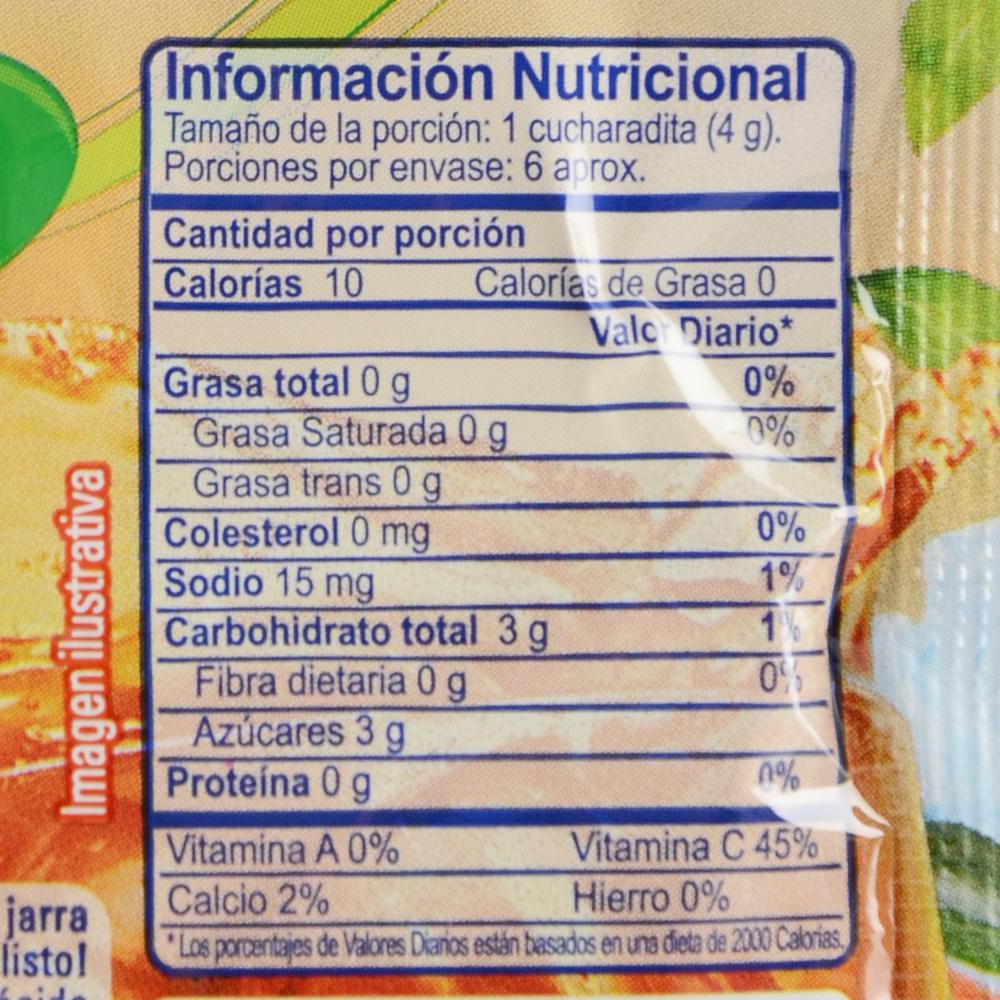 Información Nutricional
Tamaño de la porción: 1 cucharadita (4 g).
Porciones por envase: 6 aprox.
Cantidad por porción
Calorías 10 Calorías de Grasa 0
Valor Diario*
Grasa total 0 g 0%
Grasa Saturada 0 g 0%
Grasa trans 0 g
Colesterol 0 mg 0%
Sodio 15 mg 1%
Carbohidrato total 3 g 1%
Fibra dietaria 0 g 0%
Azúcares 3 g
Proteína 0 g 0%
Vitamina A 0% Vitamina C 45%
Calcio 2% Hierro 0%
*Los porcentajes de Valores Diarios están basados en una dieta de 2000 Calorías.
Imagen ilustrativa
jarra
listo!